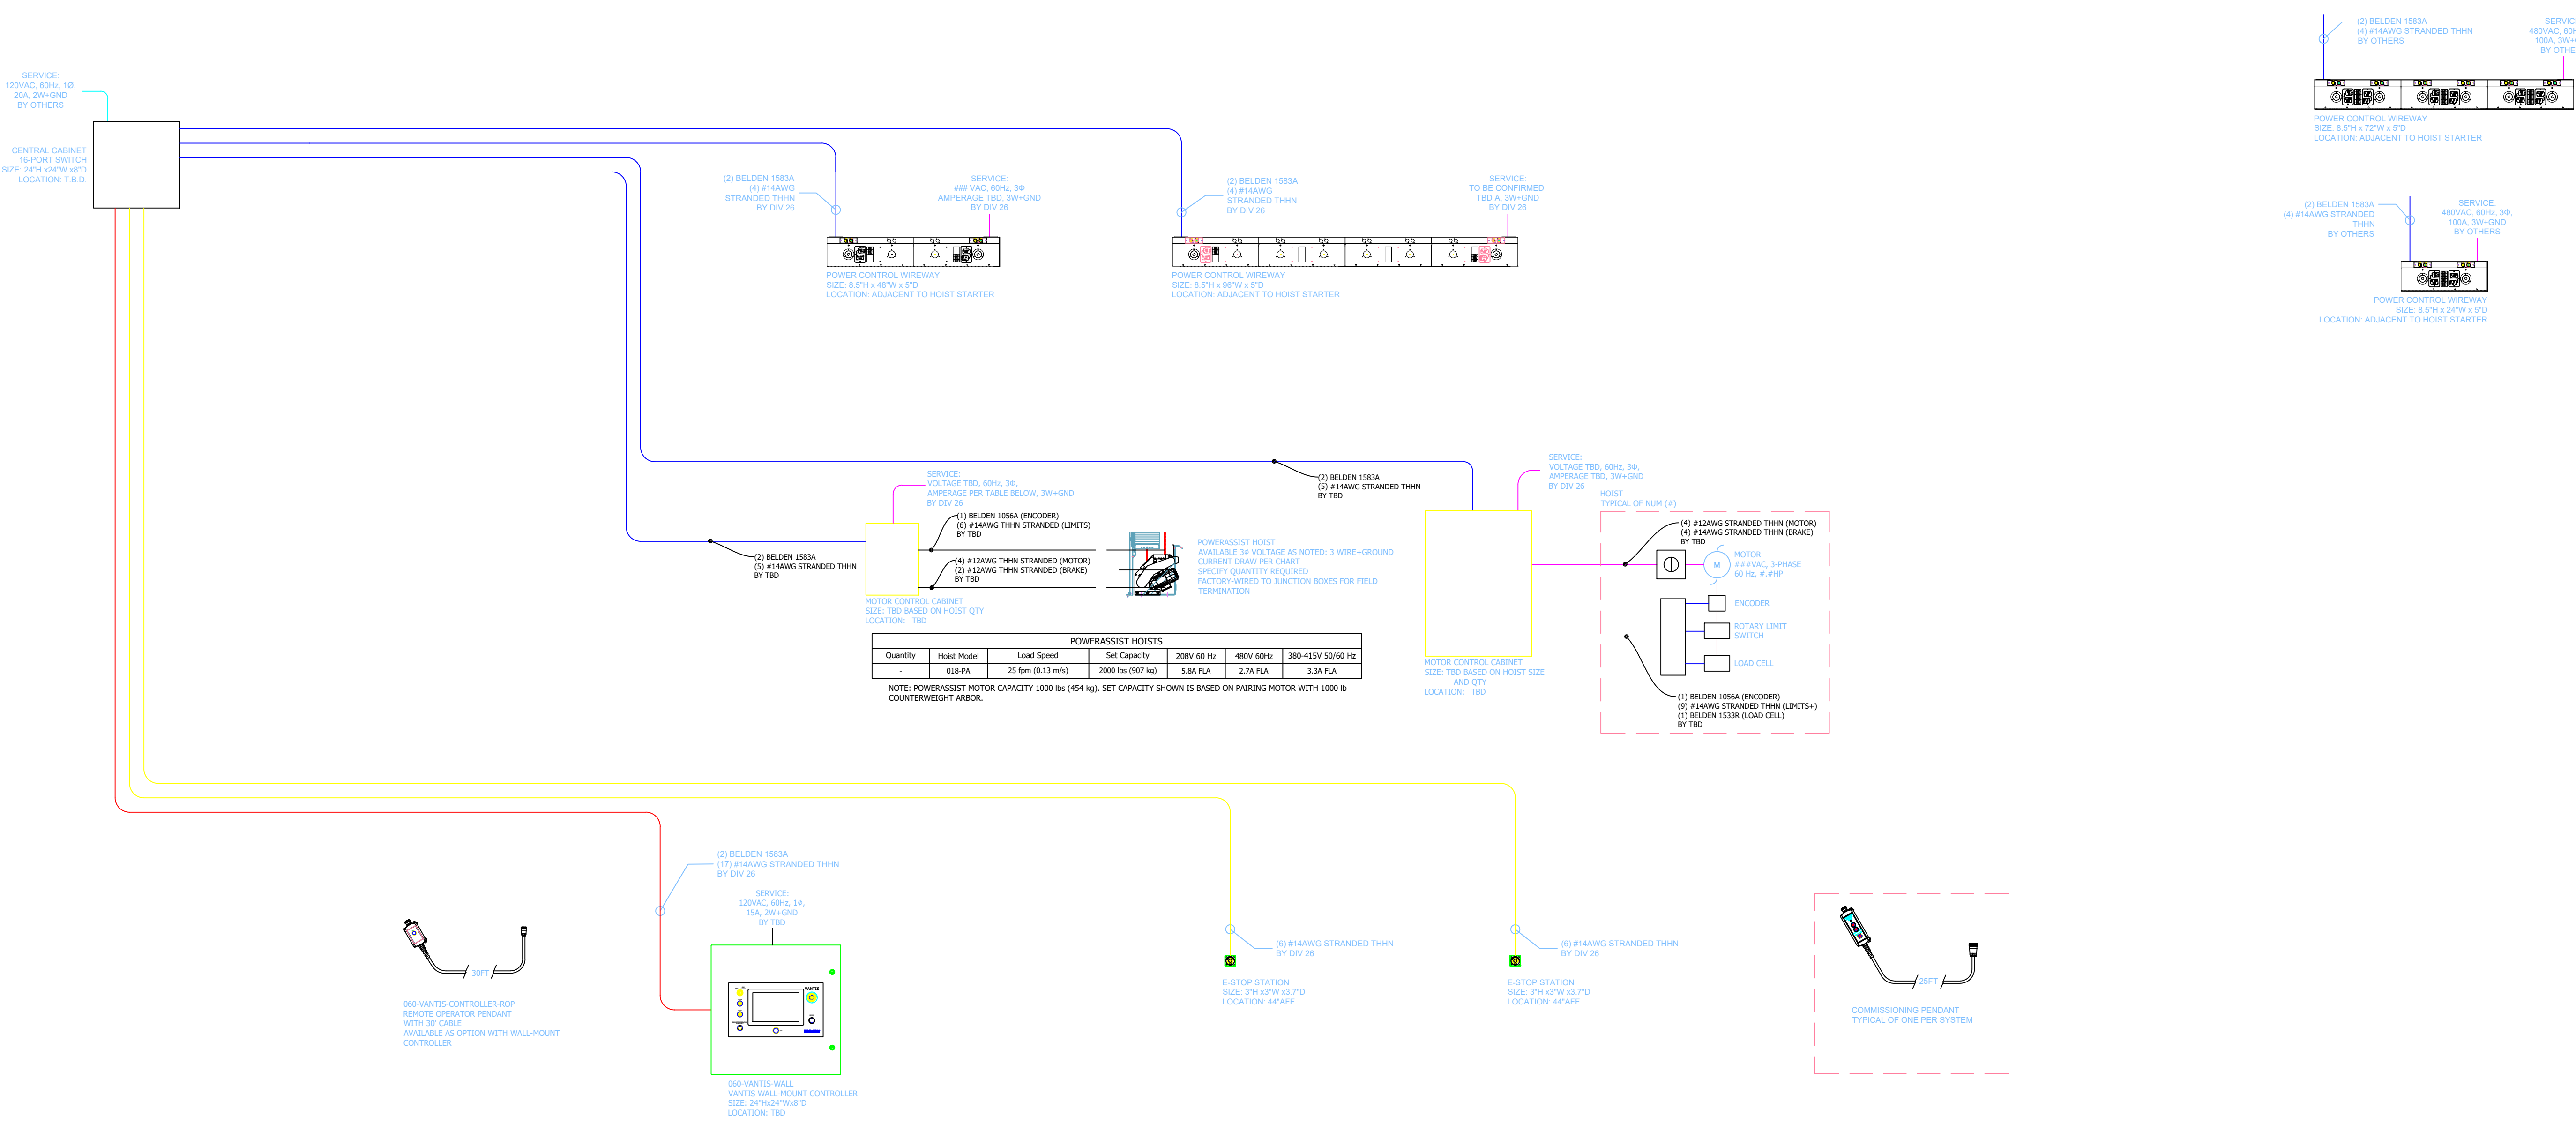 SERVICE:
120VAC, 60Hz, 1Ø,
20A, 2W+GND
BY OTHERS
CENTRAL CABINET
16-PORT SWITCH
SIZE: 24"H x24"W x8"D
LOCATION: T.B.D.
(2) BELDEN 1583A
(4) #14AWG
STRANDED THHN
BY DIV 26
SERVICE:
### VAC, 60Hz, 3Φ
AMPERAGE TBD, 3W+GND
BY DIV 26
POWER CONTROL WIREWAY
SIZE: 8.5"H x 48"W x 5"D
LOCATION: ADJACENT TO HOIST STARTER
(2) BELDEN 1583A
(4) #14AWG
STRANDED THHN
BY DIV 26
SERVICE:
TO BE CONFIRMED
TBD A, 3W+GND
BY DIV 26
POWER CONTROL WIREWAY
SIZE: 8.5"H x 96"W x 5"D
LOCATION: ADJACENT TO HOIST STARTER
(2) BELDEN 1583A
(4) #14AWG STRANDED THHN
BY OTHERS
SERVIC
480VAC, 60H
100A, 3W+
BY OTHE
POWER CONTROL WIREWAY
SIZE: 8.5"H x 72"W x 5"D
LOCATION: ADJACENT TO HOIST STARTER
(2) BELDEN 1583A
(4) #14AWG STRANDED
THHN
BY OTHERS
SERVICE:
480VAC, 60Hz, 3Φ,
100A, 3W+GND
BY OTHERS
POWER CONTROL WIREWAY
SIZE: 8.5"H x 24"W x 5"D
LOCATION: ADJACENT TO HOIST STARTER
SERVICE:
VOLTAGE TBD, 60Hz, 3Φ,
AMPERAGE PER TABLE BELOW, 3W+GND
BY DIV 26
(1) BELDEN 1056A (ENCODER)
(6) #14AWG THHN STRANDED (LIMITS)
BY TBD
(2) BELDEN 1583A
(5) #14AWG STRANDED THHN
BY TBD
(4) #12AWG THHN STRANDED (MOTOR)
(2) #12AWG THHN STRANDED (BRAKE)
BY TBD
MOTOR CONTROL CABINET
SIZE: TBD BASED ON HOIST QTY
LOCATION: TBD
POWERASSIST HOIST
AVAILABLE 3Φ VOLTAGE AS NOTED: 3 WIRE+GROUND
CURRENT DRAW PER CHART
SPECIFY QUANTITY REQUIRED
FACTORY-WIRED TO JUNCTION BOXES FOR FIELD
TERMINATION
(2) BELDEN 1583A
(5) #14AWG STRANDED THHN
BY TBD
POWERASSIST HOISTS
Quantity Hoist Model Load Speed Set Capacity 208V 60 Hz 480V 60Hz 380-415V 50/60 Hz
- 018-PA 25 fpm (0.13 m/s) 2000 lbs (907 kg) 5.8A FLA 2.7A FLA 3.3A FLA
NOTE: POWERASSIST MOTOR CAPACITY 1000 lbs (454 kg). SET CAPACITY SHOWN IS BASED ON PAIRING MOTOR WITH 1000 lb
COUNTERWEIGHT ARBOR.
SERVICE:
VOLTAGE TBD, 60Hz, 3Φ,
AMPERAGE TBD, 3W+GND
BY DIV 26
HOIST
TYPICAL OF NUM (#)
(4) #12AWG STRANDED THHN (MOTOR)
(4) #14AWG STRANDED THHN (BRAKE)
BY TBD
M
MOTOR
###VAC, 3-PHASE
60 Hz, #.#HP
ENCODER
ROTARY LIMIT
SWITCH
LOAD CELL
MOTOR CONTROL CABINET
SIZE: TBD BASED ON HOIST SIZE
AND QTY
LOCATION: TBD
(1) BELDEN 1056A (ENCODER)
(9) #14AWG STRANDED THHN (LIMITS+)
(1) BELDEN 1533R (LOAD CELL)
BY TBD
(2) BELDEN 1583A
(17) #14AWG STRANDED THHN
BY DIV 26
SERVICE:
120VAC, 60Hz, 1Φ,
15A, 2W+GND
BY TBD
30FT
060-VANTIS-CONTROLLER-ROP
REMOTE OPERATOR PENDANT
WITH 30' CABLE
AVAILABLE AS OPTION WITH WALL-MOUNT
CONTROLLER
VANTIS
060-VANTIS-WALL
VANTIS WALL-MOUNT CONTROLLER
SIZE: 24"Hx24"Wx8"D
LOCATION: TBD
(6) #14AWG STRANDED THHN
BY DIV 26
E-STOP STATION
SIZE: 3"H x3"W x3.7"D
LOCATION: 44"AFF
(6) #14AWG STRANDED THHN
BY DIV 26
E-STOP STATION
SIZE: 3"H x3"W x3.7"D
LOCATION: 44"AFF
25FT
COMMISSIONING PENDANT
TYPICAL OF ONE PER SYSTEM